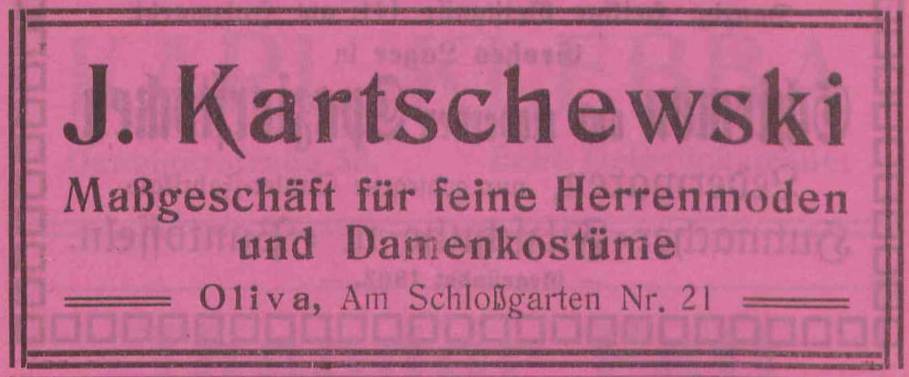 J. Kartschewski
Maßgeschäft für feine Herrenmoden
und Damenkostüme
Oliva, Am Schloßgarten Nr. 21